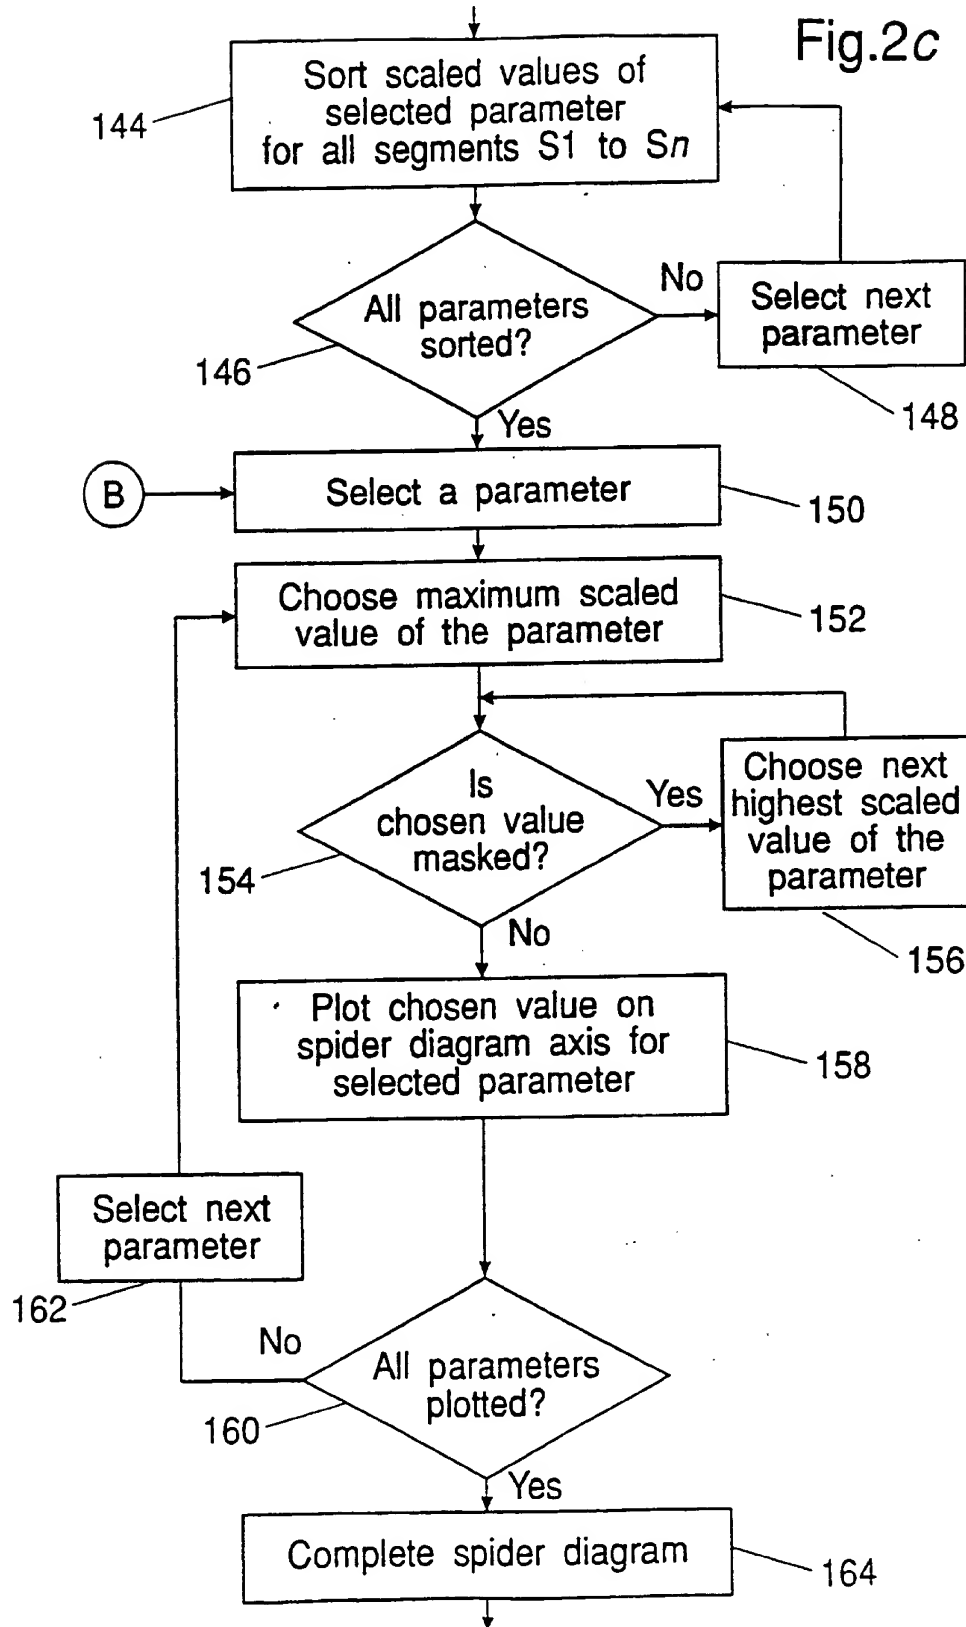 Fig.2c
Sort scaled values of
selected parameter
for all segments S1 to Sn
144
All parameters
sorted?
146
No
Select next
parameter
148
Yes
B
Select a parameter
150
Choose maximum scaled
value of the parameter
152
Is
chosen value
masked?
154
Yes
Choose next
highest scaled
value of the
parameter
156
No
Plot chosen value on
spider diagram axis for
selected parameter
158
Select next
parameter
162
No
All parameters
plotted?
160
Yes
Complete spider diagram
164